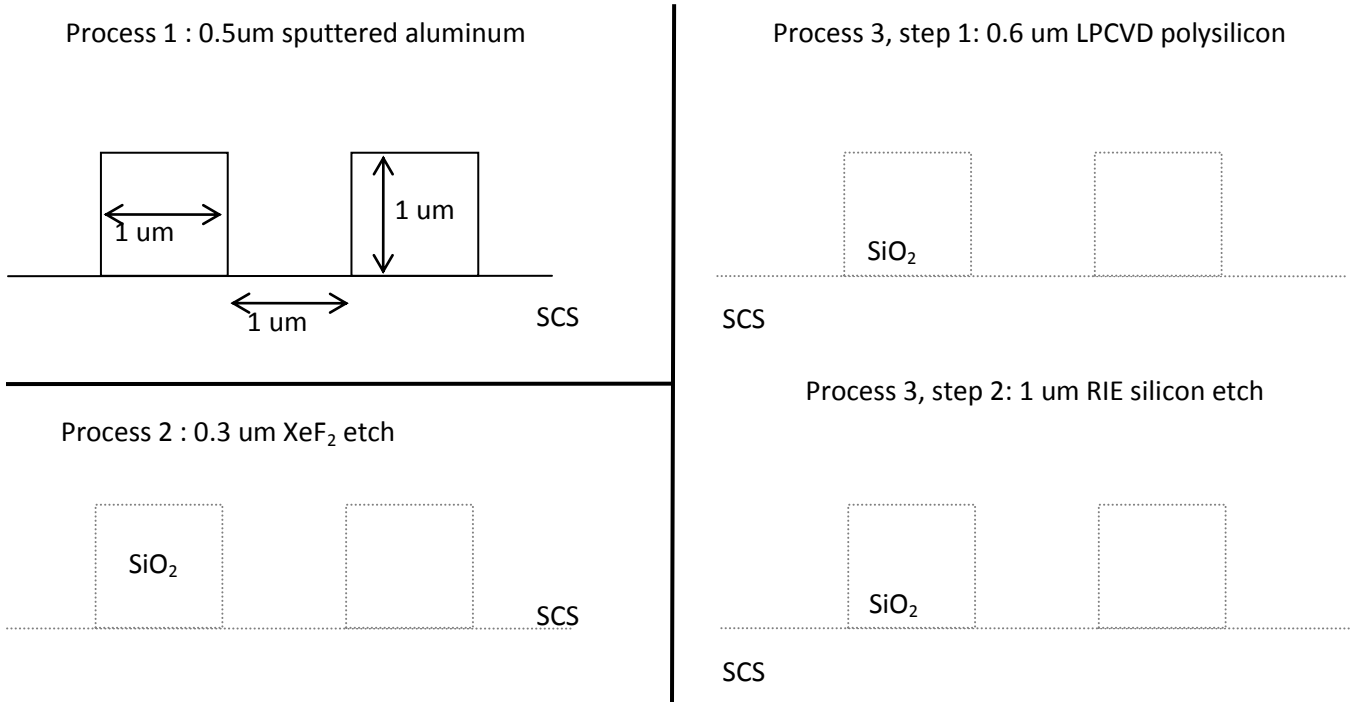 Process 1 : 0.5um sputtered aluminum
1 um
1 um
1 um
SCS
Process 2 : 0.3 um XeF₂ etch
SiO₂
SCS
Process 3, step 1: 0.6 um LPCVD polysilicon
SiO₂
SCS
Process 3, step 2: 1 um RIE silicon etch
SiO₂
SCS